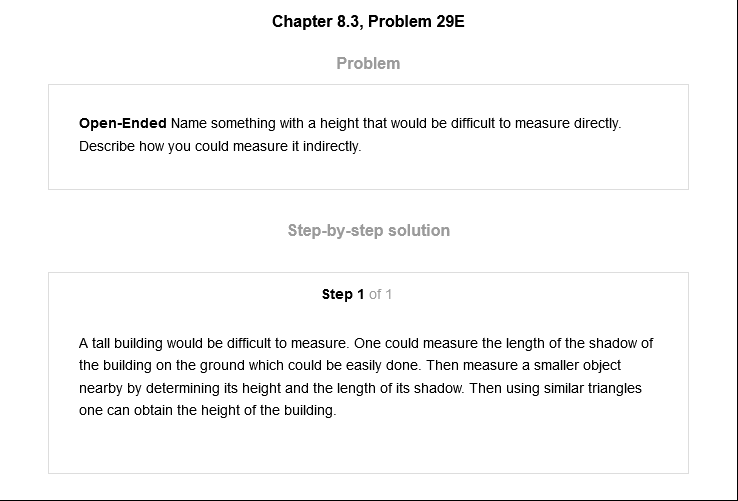 Chapter 8.3, Problem 29E
Problem
Open-Ended Name something with a height that would be difficult to measure directly.
Describe how you could measure it indirectly.
Step-by-step solution
Step 1 of 1
A tall building would be difficult to measure. One could measure the length of the shadow of
the building on the ground which could be easily done. Then measure a smaller object
nearby by determining its height and the length of its shadow. Then using similar triangles
one can obtain the height of the building.